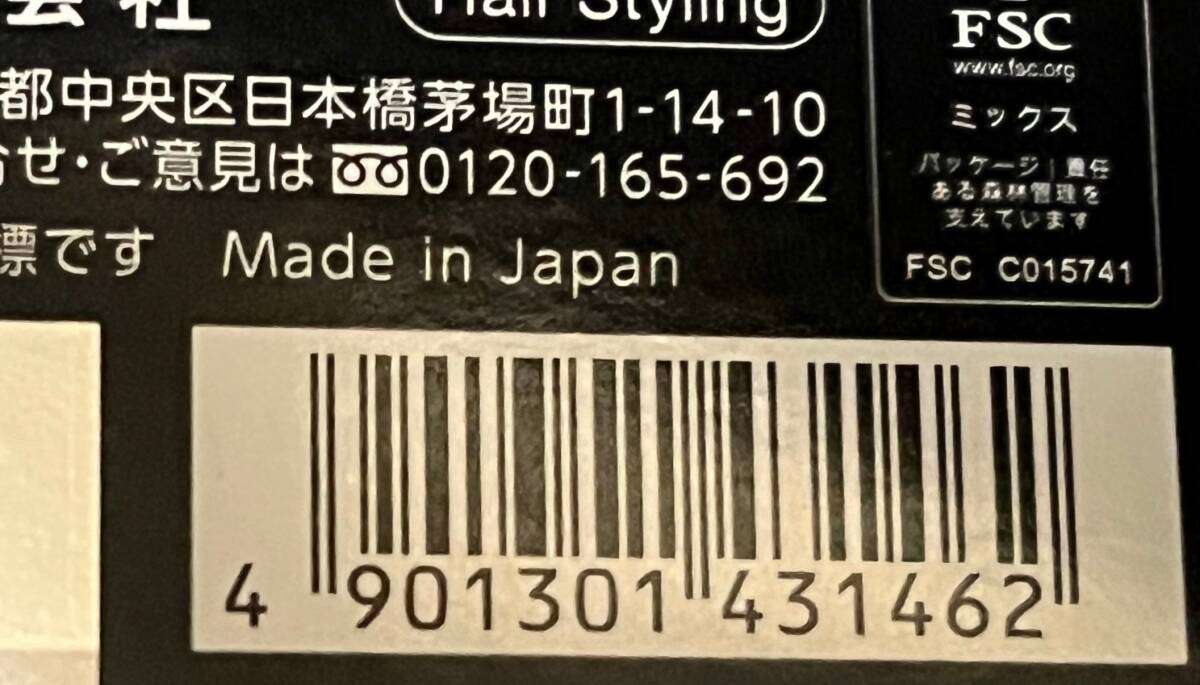 会社
Hair Styling
都中央区日本橋茅場町1-14-10
合せ・ご意見は 0120-165-692
標です Made in Japan
FSC
www.fsc.org
ミックス
パッケージ | 責任
ある森林管理を
支えています
FSC C015741
4 901301 431462